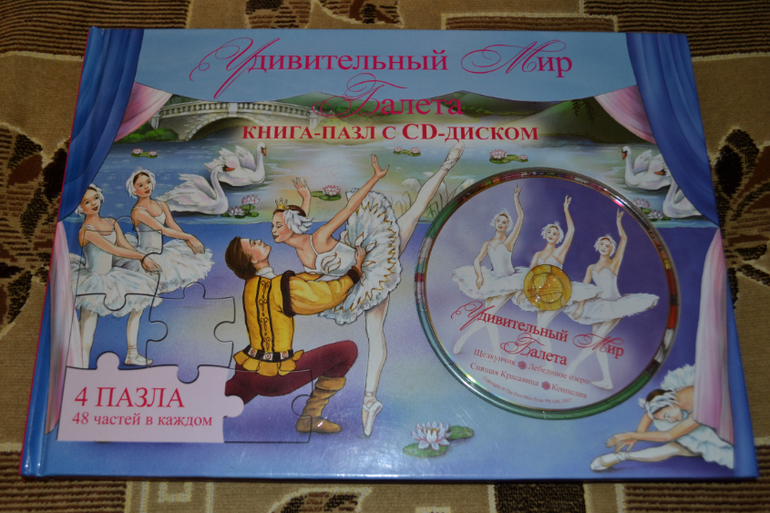 Удивительный Мир
Балета
КНИГА-ПАЗЛ С CD-ДИСКОМ
Удивительный Мир
Балета
Щелкунчик Лебединое озеро
Спящая Красавица Коппелия
4 ПАЗЛА
48 частей в каждом